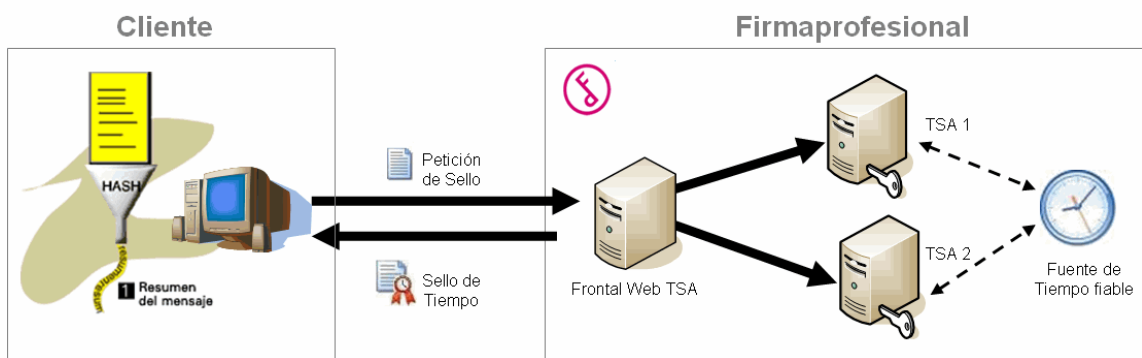 Cliente
Firmaprofesional
HASH
resumenresum
1 Resumen
del mensaje
Petición
de Sello
Sello de
Tiempo
Frontal Web TSA
TSA 1
TSA 2
Fuente de
Tiempo fiable